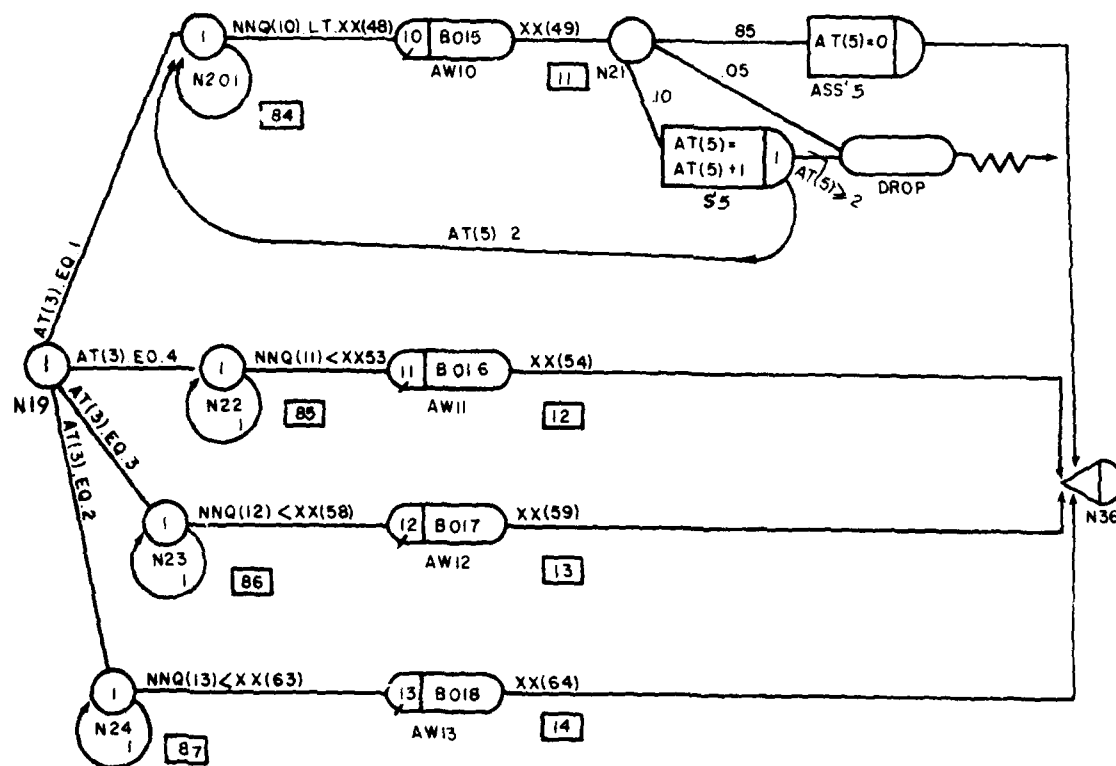 1
NNQ(10).LT.XX(48)
10 B015
XX(49)
.85
AT(5)=0
N201
AW10
11
N21
.05
ASS'5
84
.10
AT(5)=
AT(5)+1
1
AT(5)≥2
DROP
S'5
AT(5) 2
AT(3).EQ.1
1
N19
AT(3).EQ.4
1
NNQ(11)<XX53
11 B016
XX(54)
N22
1
85
AW11
12
AT(3).EQ.3
AT(3).EQ.2
1
NNQ(12)<XX(58)
12 B017
XX(59)
N36
N23
1
86
AW12
13
1
NNQ(13)<XX(63)
13 B018
XX(64)
N24
1
87
AW13
14